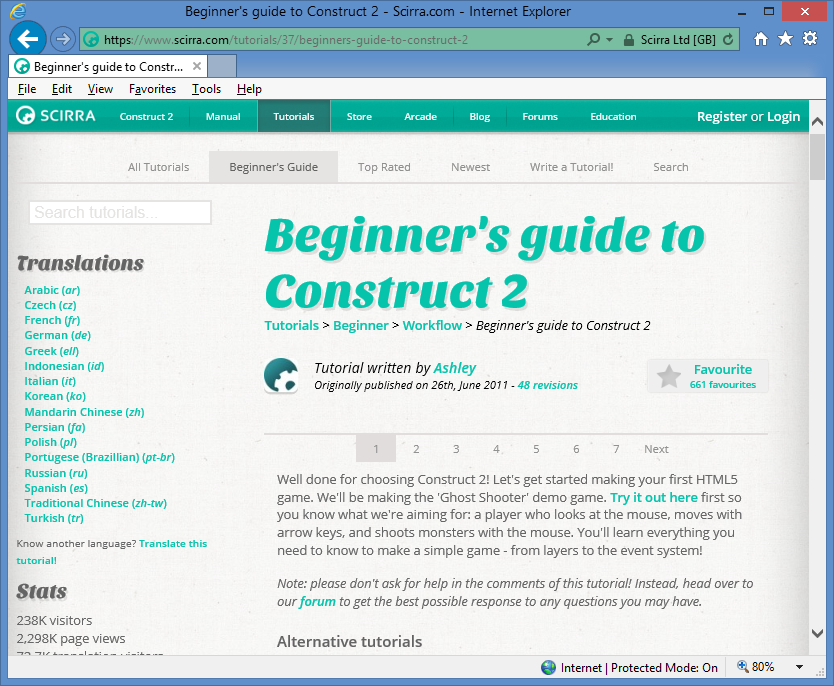 Beginner's guide to Construct 2 - Scirra.com - Internet Explorer
https://www.scirra.com/tutorials/37/beginners-guide-to-construct-2
Scirra Ltd [GB]
Beginner's guide to Constr...
File Edit View Favorites Tools Help
SCIRRA Construct 2 Manual Tutorials Store Arcade Blog Forums Education Register or Login
All Tutorials Beginner's Guide Top Rated Newest Write a Tutorial! Search
Search tutorials...
Translations
Arabic (ar)
Czech (cz)
French (fr)
German (de)
Greek (ell)
Indonesian (id)
Italian (it)
Korean (ko)
Mandarin Chinese (zh)
Persian (fa)
Polish (pl)
Portugese (Brazillian) (pt-br)
Russian (ru)
Spanish (es)
Traditional Chinese (zh-tw)
Turkish (tr)
Know another language? Translate this
tutorial!
Stats
238K visitors
2,298K page views
72.7K translation visitors
Beginner's guide to
Construct 2
Tutorials > Beginner > Workflow > Beginner's guide to Construct 2
Tutorial written by Ashley
Originally published on 26th, June 2011 - 48 revisions
Favourite
661 favourites
1 2 3 4 5 6 7 Next
Well done for choosing Construct 2! Let's get started making your first HTML5
game. We'll be making the 'Ghost Shooter' demo game. Try it out here first so
you know what we're aiming for: a player who looks at the mouse, moves with
arrow keys, and shoots monsters with the mouse. You'll learn everything you
need to know to make a simple game - from layers to the event system!
Note: please don't ask for help in the comments of this tutorial! Instead, head over to
our forum to get the best possible response to any questions you may have.
Alternative tutorials
Internet | Protected Mode: On
80%